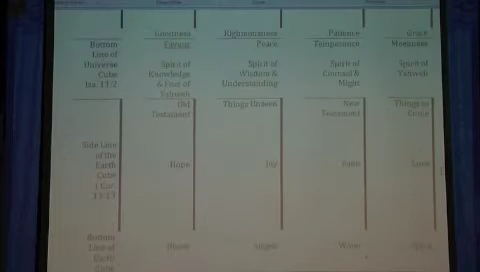 Goodness Righteousness Patience Grace
Bottom Favour Peace Temperance Meekness
Line of
Universe Spirit of Spirit of Spirit of Spirit of
Cube Knowledge Wisdom & Counsel & Yahweh
Isa. 11:2 & Fear of Understanding Might
Yahweh
Old Things Unseen New Things to
Testament Testament Come
Side Line
of the
Earth Hope Joy Faith Love
Cube
1 Cor.
13:13
Bottom
Line of Angels
Earth
Cube